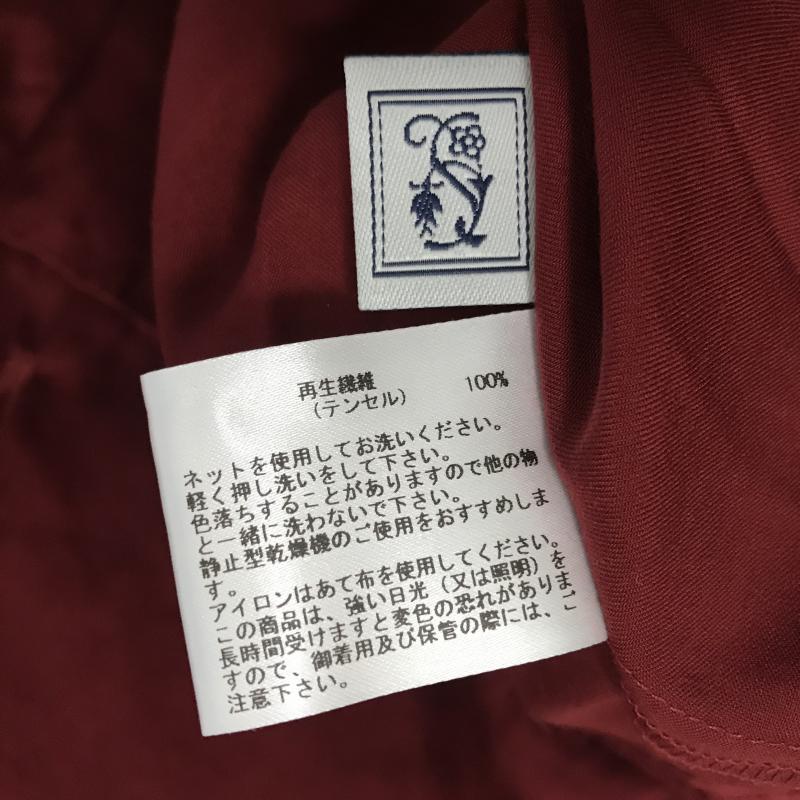 再生繊維 100%
(テンセル)
ネットを使用してお洗いください。
軽く押し洗いをして下さい。
色落ちすることがありますので他の物
と一緒に洗わないで下さい。
静止型乾燥機のご使用をおすすめしま
す。
アイロンはあて布を使用してください。
この商品は、強い日光（又は照明）を
長時間受けますと変色の恐れがありま
すので、御着用及び保管の際には、ご
注意下さい。